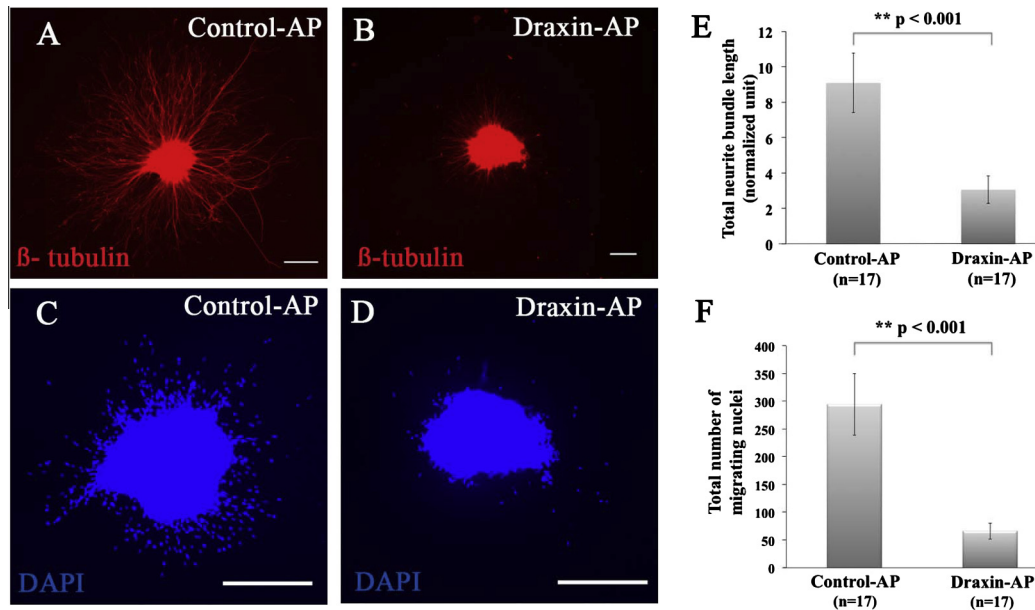 A
Control-AP
ß- tubulin
B
Draxin-AP
ß-tubulin
C
Control-AP
DAPI
D
Draxin-AP
DAPI
E
** p < 0.001
Total neurite bundle length
(normalized unit)
12
10
8
6
4
2
0
Control-AP
(n=17)
Draxin-AP
(n=17)
F
** p < 0.001
Total number of
migrating nuclei
400
350
300
250
200
150
100
50
0
Control-AP
(n=17)
Draxin-AP
(n=17)